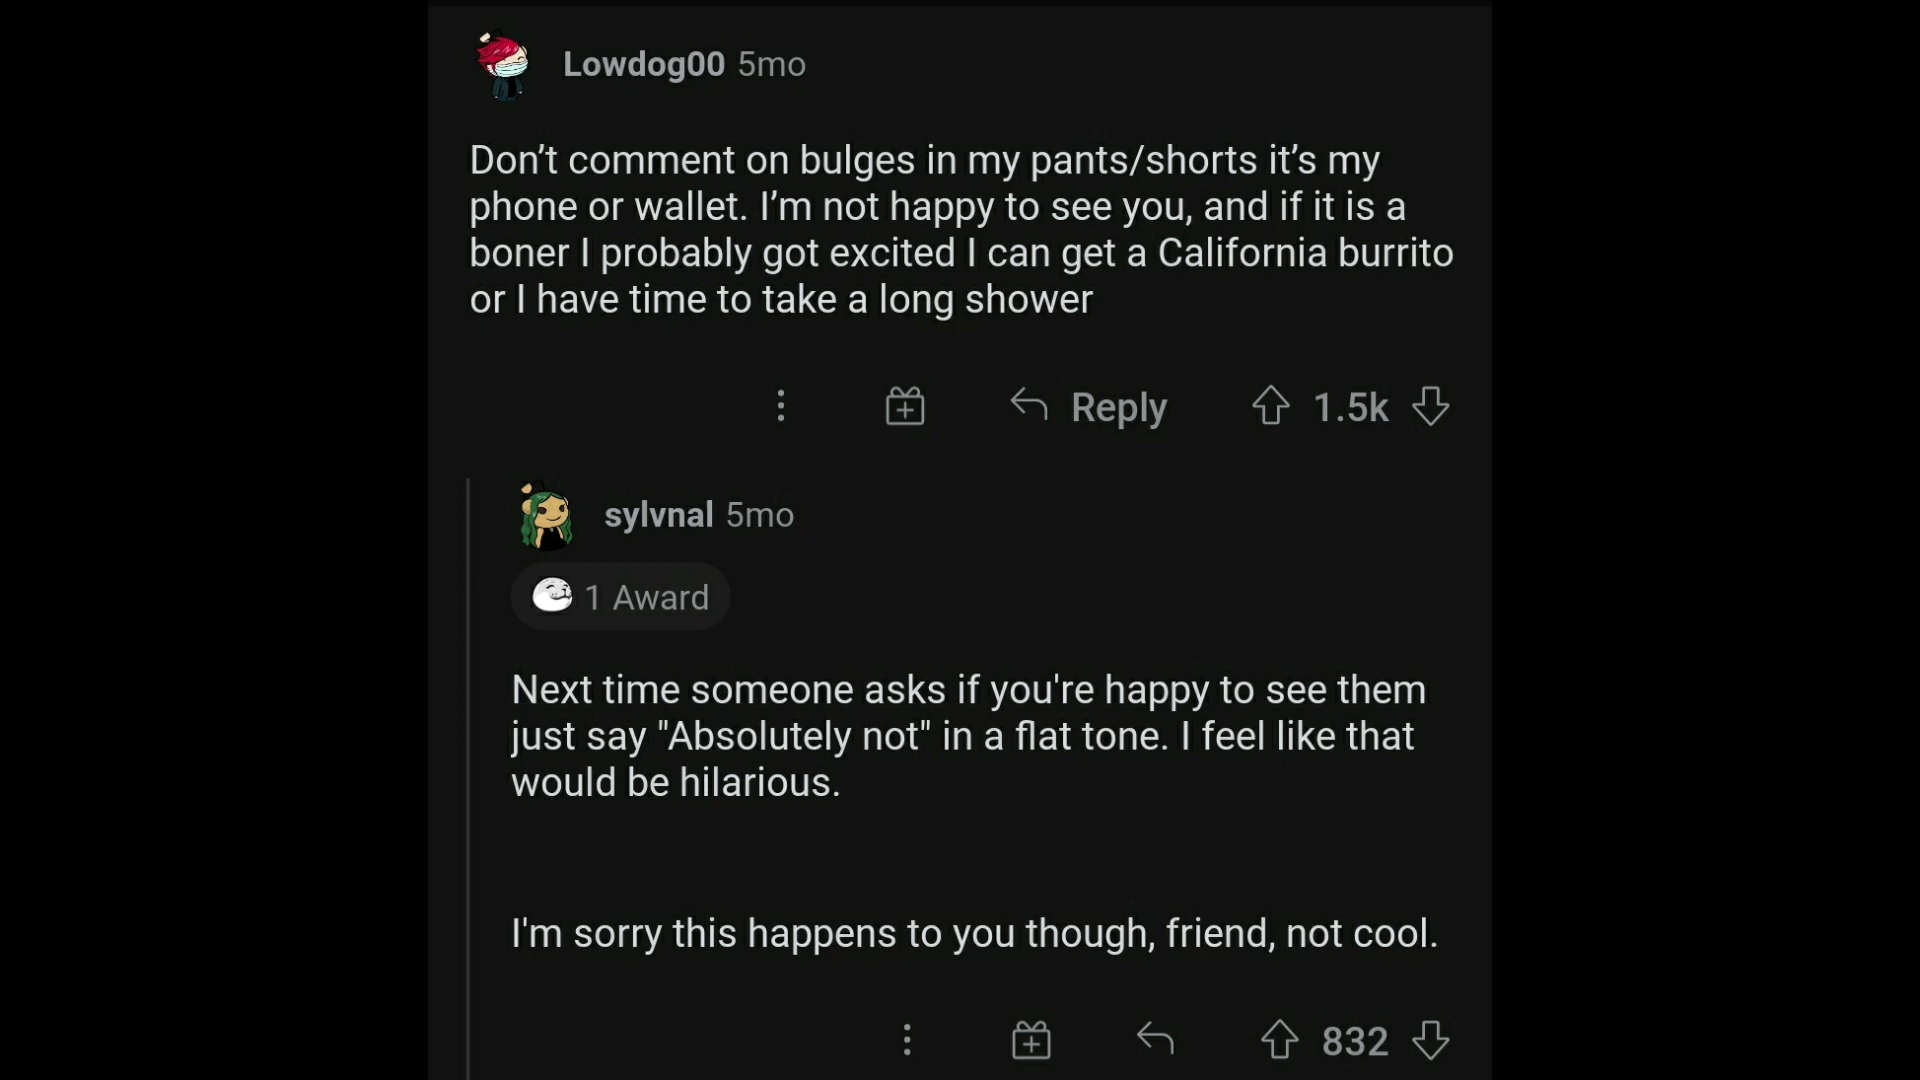 Lowdog00 5mo
Don’t comment on bulges in my pants/shorts it’s my
phone or wallet. I’m not happy to see you, and if it is a
boner I probably got excited I can get a California burrito
or I have time to take a long shower
Reply 1.5k
sylvnal 5mo
1 Award
Next time someone asks if you're happy to see them
just say "Absolutely not" in a flat tone. I feel like that
would be hilarious.
I'm sorry this happens to you though, friend, not cool.
832